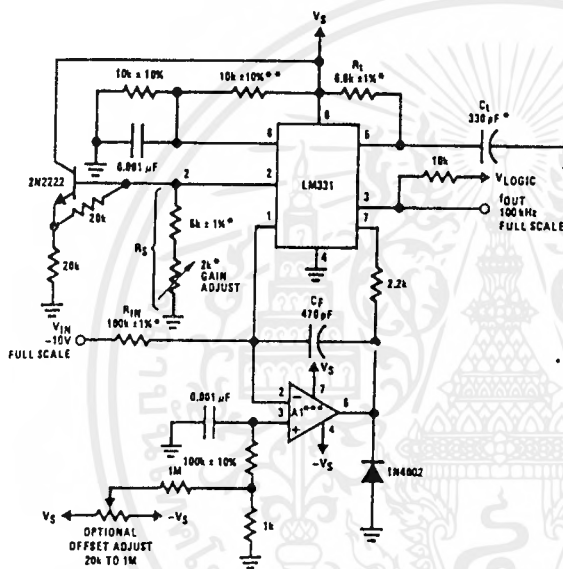 VS
10k ± 10%
10k ±10%**
Rt
6.8k ±1%*
Ct
330 pF*
0.001 µF
8
6
5
2N2222
2
2
LM331
10k
VLOGIC
3
fOUT
100 kHz
FULL SCALE
7
20k
1
RS
5k ± 1%*
2k*
GAIN
ADJUST
4
20k
2.2k
RIN
100k ±1%*
VIN
–10V
FULL SCALE
CF
470 pF
VS
0.001 µF
2
7
3
A1***
6
4
–VS
100k ± 10%
1M
1N4002
VS
–VS
OPTIONAL
OFFSET ADJUST
20k TO 1M
1k